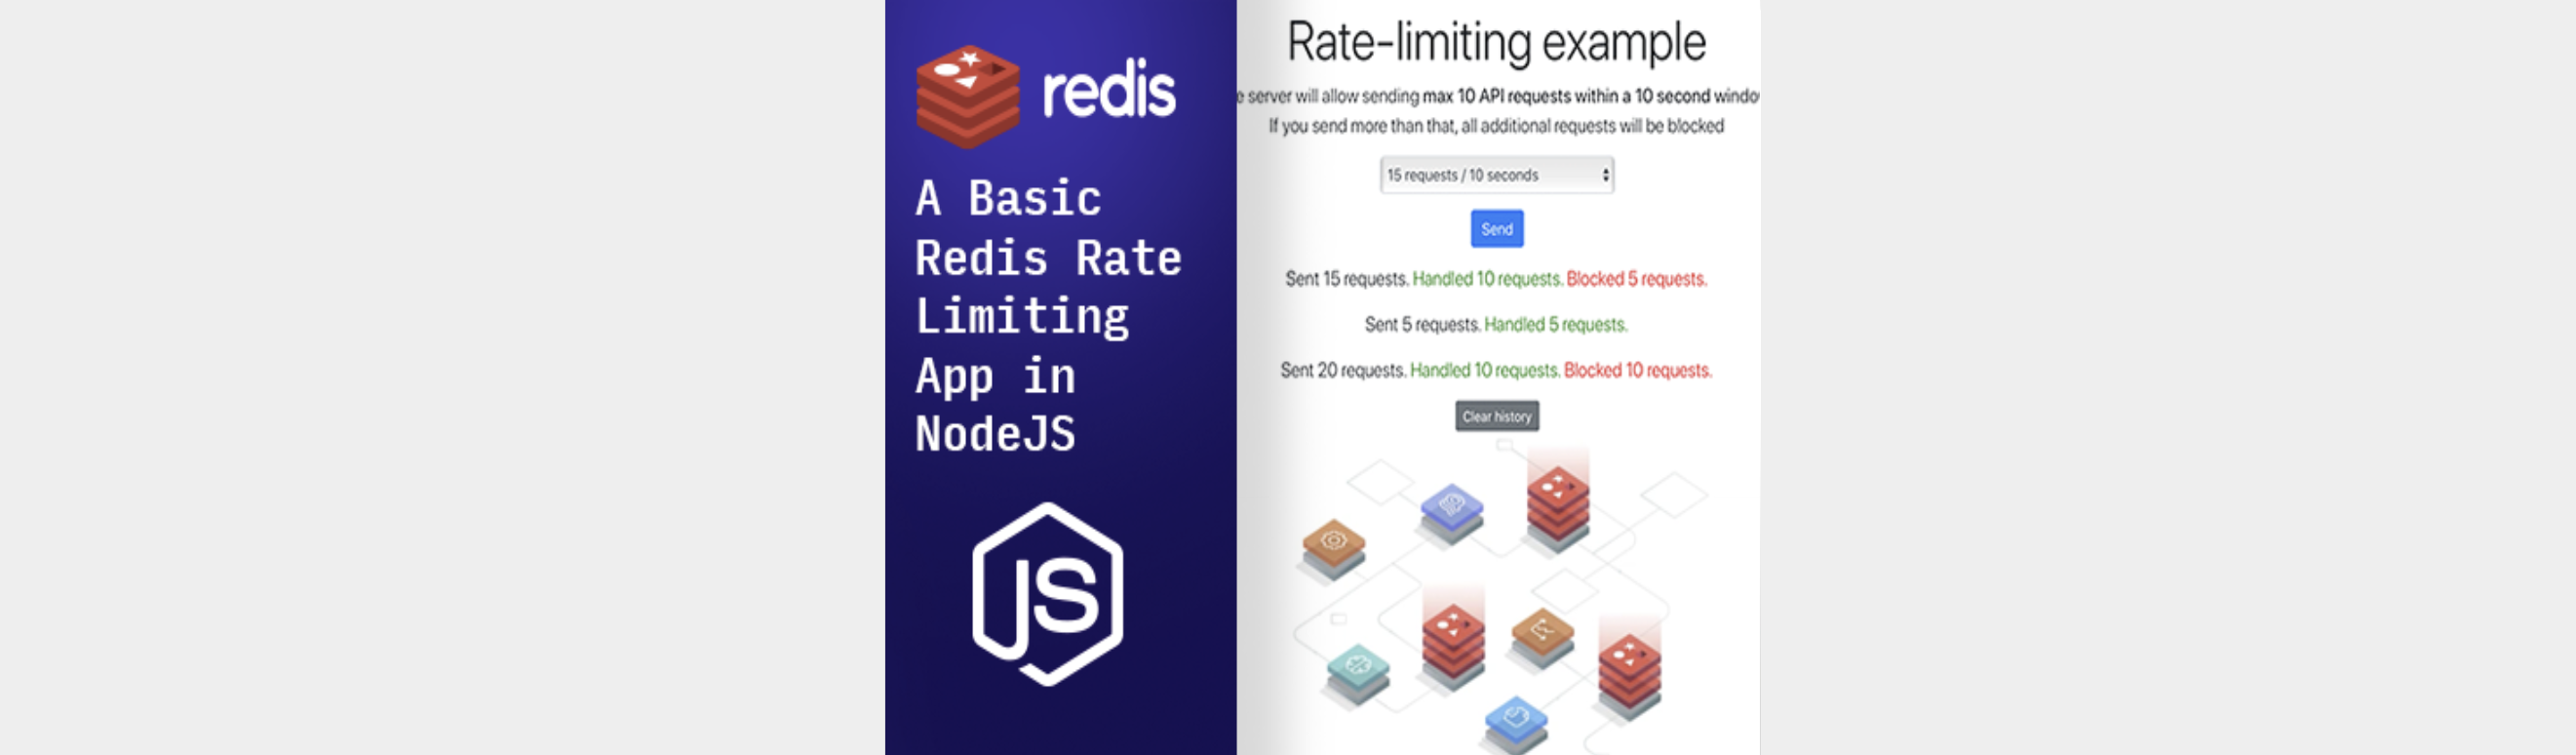 redis
A Basic
Redis Rate
Limiting
App in
NodeJS
JS
Rate-limiting example
server will allow sending max 10 API requests within a 10 second
If you send more than that, all additional requests will be blocked
15 requests / 10 seconds
Send
Sent 15 requests. Handled 10 requests. Blocked 5 requests.
Sent 5 requests. Handled 5 requests.
Sent 20 requests. Handled 10 requests. Blocked 10 requests.
Clear history